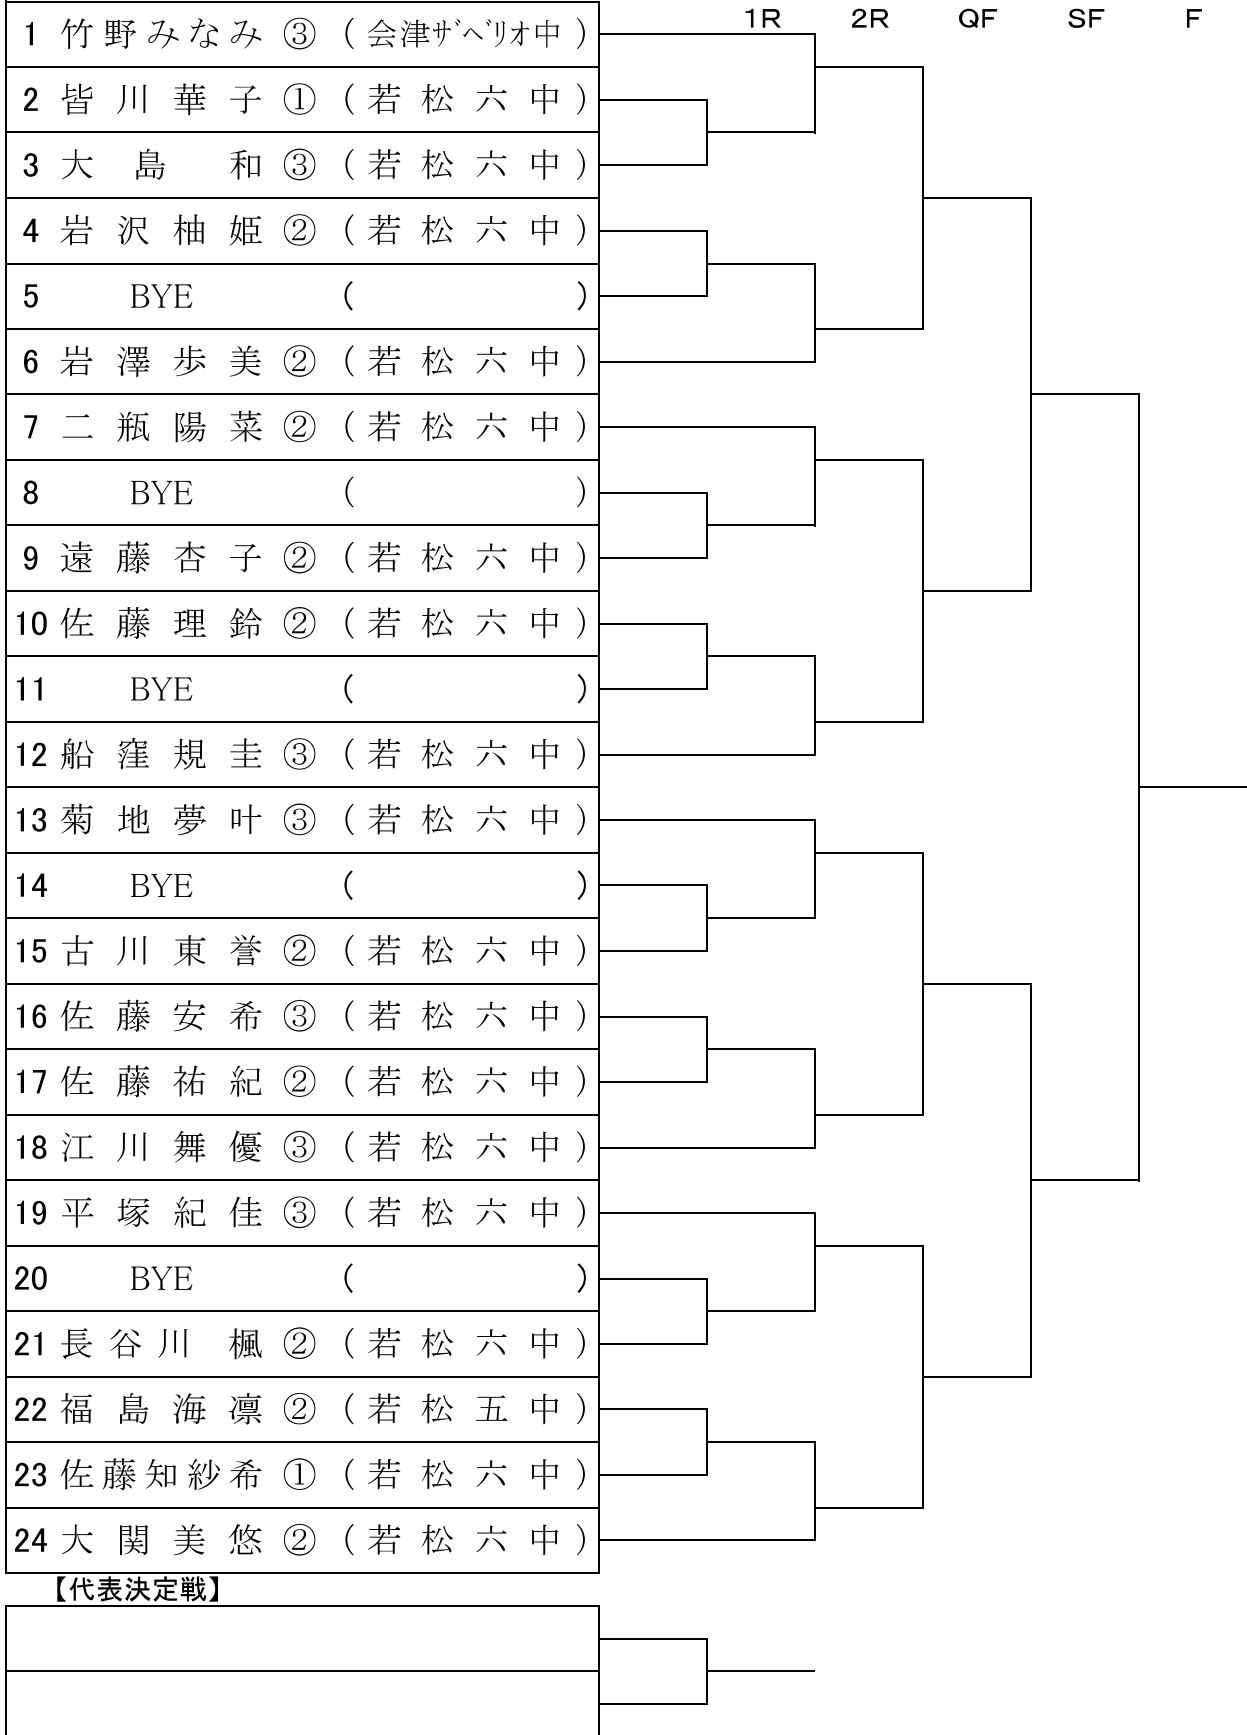 1R 2R QF SF F
1 竹野みなみ ③ ( 会津ｻﾞﾍﾞﾘｵ中 )
2 皆川華子 ① ( 若松六中 )
3 大島 和 ③ ( 若松六中 )
4 岩沢柚姫 ② ( 若松六中 )
5 BYE ( )
6 岩澤歩美 ② ( 若松六中 )
7 二瓶陽菜 ② ( 若松六中 )
8 BYE ( )
9 遠藤杏子 ② ( 若松六中 )
10 佐藤理鈴 ② ( 若松六中 )
11 BYE ( )
12 船窪規圭 ③ ( 若松六中 )
13 菊地夢叶 ③ ( 若松六中 )
14 BYE ( )
15 古川東誉 ② ( 若松六中 )
16 佐藤安希 ③ ( 若松六中 )
17 佐藤祐紀 ② ( 若松六中 )
18 江川舞優 ③ ( 若松六中 )
19 平塚紀佳 ③ ( 若松六中 )
20 BYE ( )
21 長谷川 楓 ② ( 若松六中 )
22 福島海凛 ② ( 若松五中 )
23 佐藤知紗希 ① ( 若松六中 )
24 大関美悠 ② ( 若松六中 )
【代表決定戦】